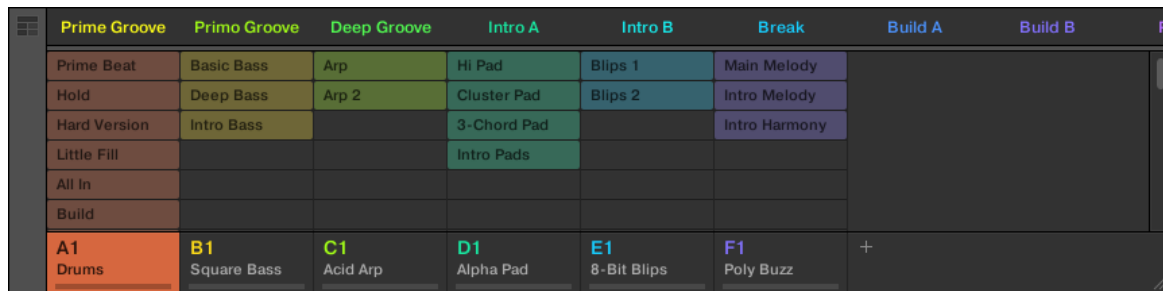 Prime Groove Primo Groove Deep Groove Intro A Intro B Break Build A Build B
Prime Beat Basic Bass Arp Hi Pad Blips 1 Main Melody
Hold Deep Bass Arp 2 Cluster Pad Blips 2 Intro Melody
Hard Version Intro Bass 3-Chord Pad Intro Harmony
Little Fill Intro Pads
All In
Build
A1 B1 C1 D1 E1 F1 +
Drums Square Bass Acid Arp Alpha Pad 8-Bit Blips Poly Buzz